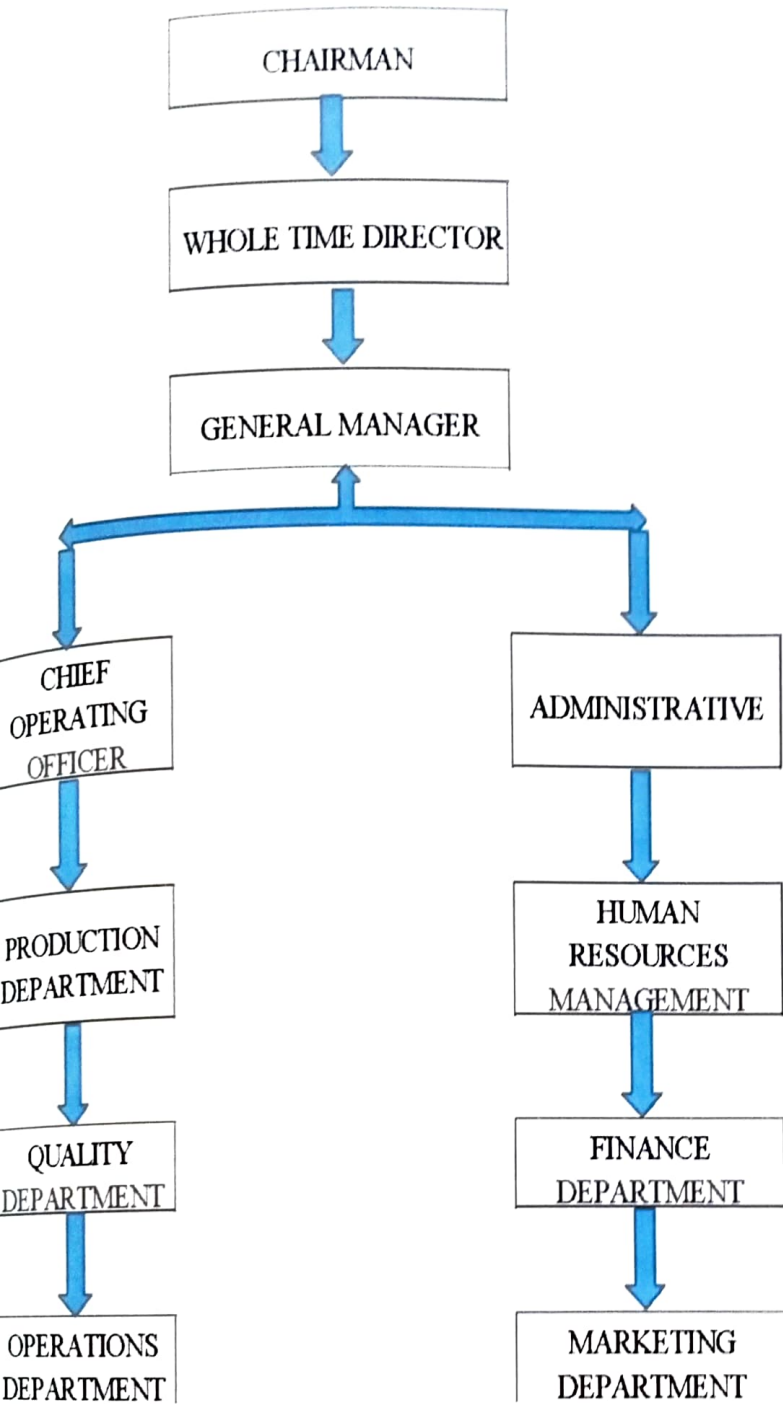 CHAIRMAN
WHOLE TIME DIRECTOR
GENERAL MANAGER
CHIEF
OPERATING
OFFICER
ADMINISTRATIVE
PRODUCTION
DEPARTMENT
HUMAN
RESOURCES
MANAGEMENT
QUALITY
DEPARTMENT
FINANCE
DEPARTMENT
OPERATIONS
DEPARTMENT
MARKETING
DEPARTMENT